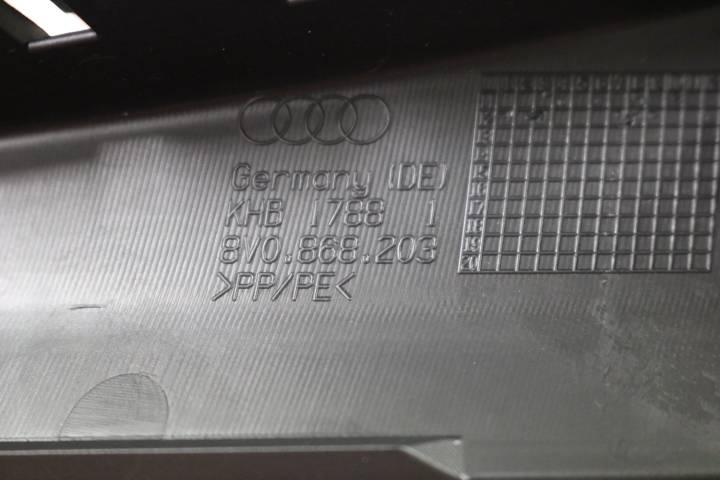 Germany (DE)
KHB 1788 1
8V0.868.203
>PP/PE<